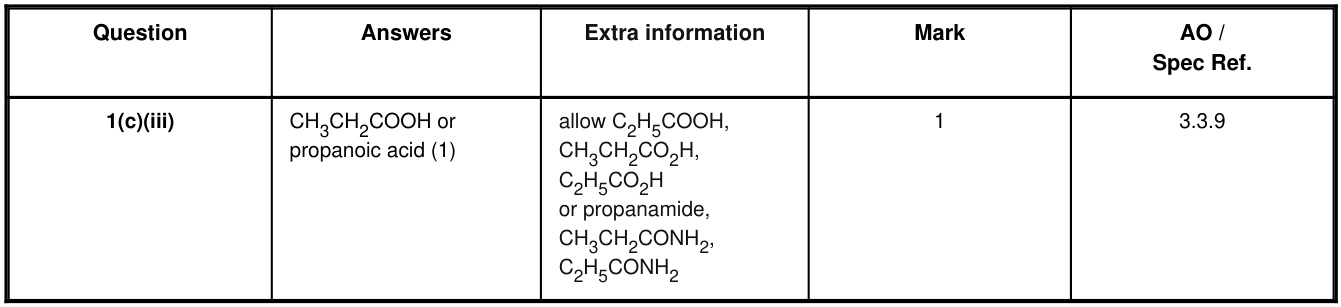 Question Answers Extra information Mark AO /
Spec Ref.
1(c)(iii) CH₃CH₂COOH or allow C₂H₅COOH, 1 3.3.9
propanoic acid (1) CH₃CH₂CO₂H,
C₂H₅CO₂H
or propanamide,
CH₃CH₂CONH₂,
C₂H₅CONH₂